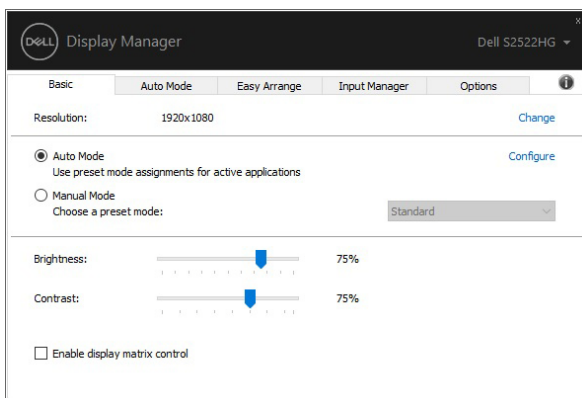 x
DELL Display Manager Dell S2522HG
Basic Auto Mode Easy Arrange Input Manager Options i
Resolution: 1920x1080 Change
Auto Mode Configure
Use preset mode assignments for active applications
Manual Mode
Choose a preset mode: Standard
Brightness: 75%
Contrast: 75%
Enable display matrix control